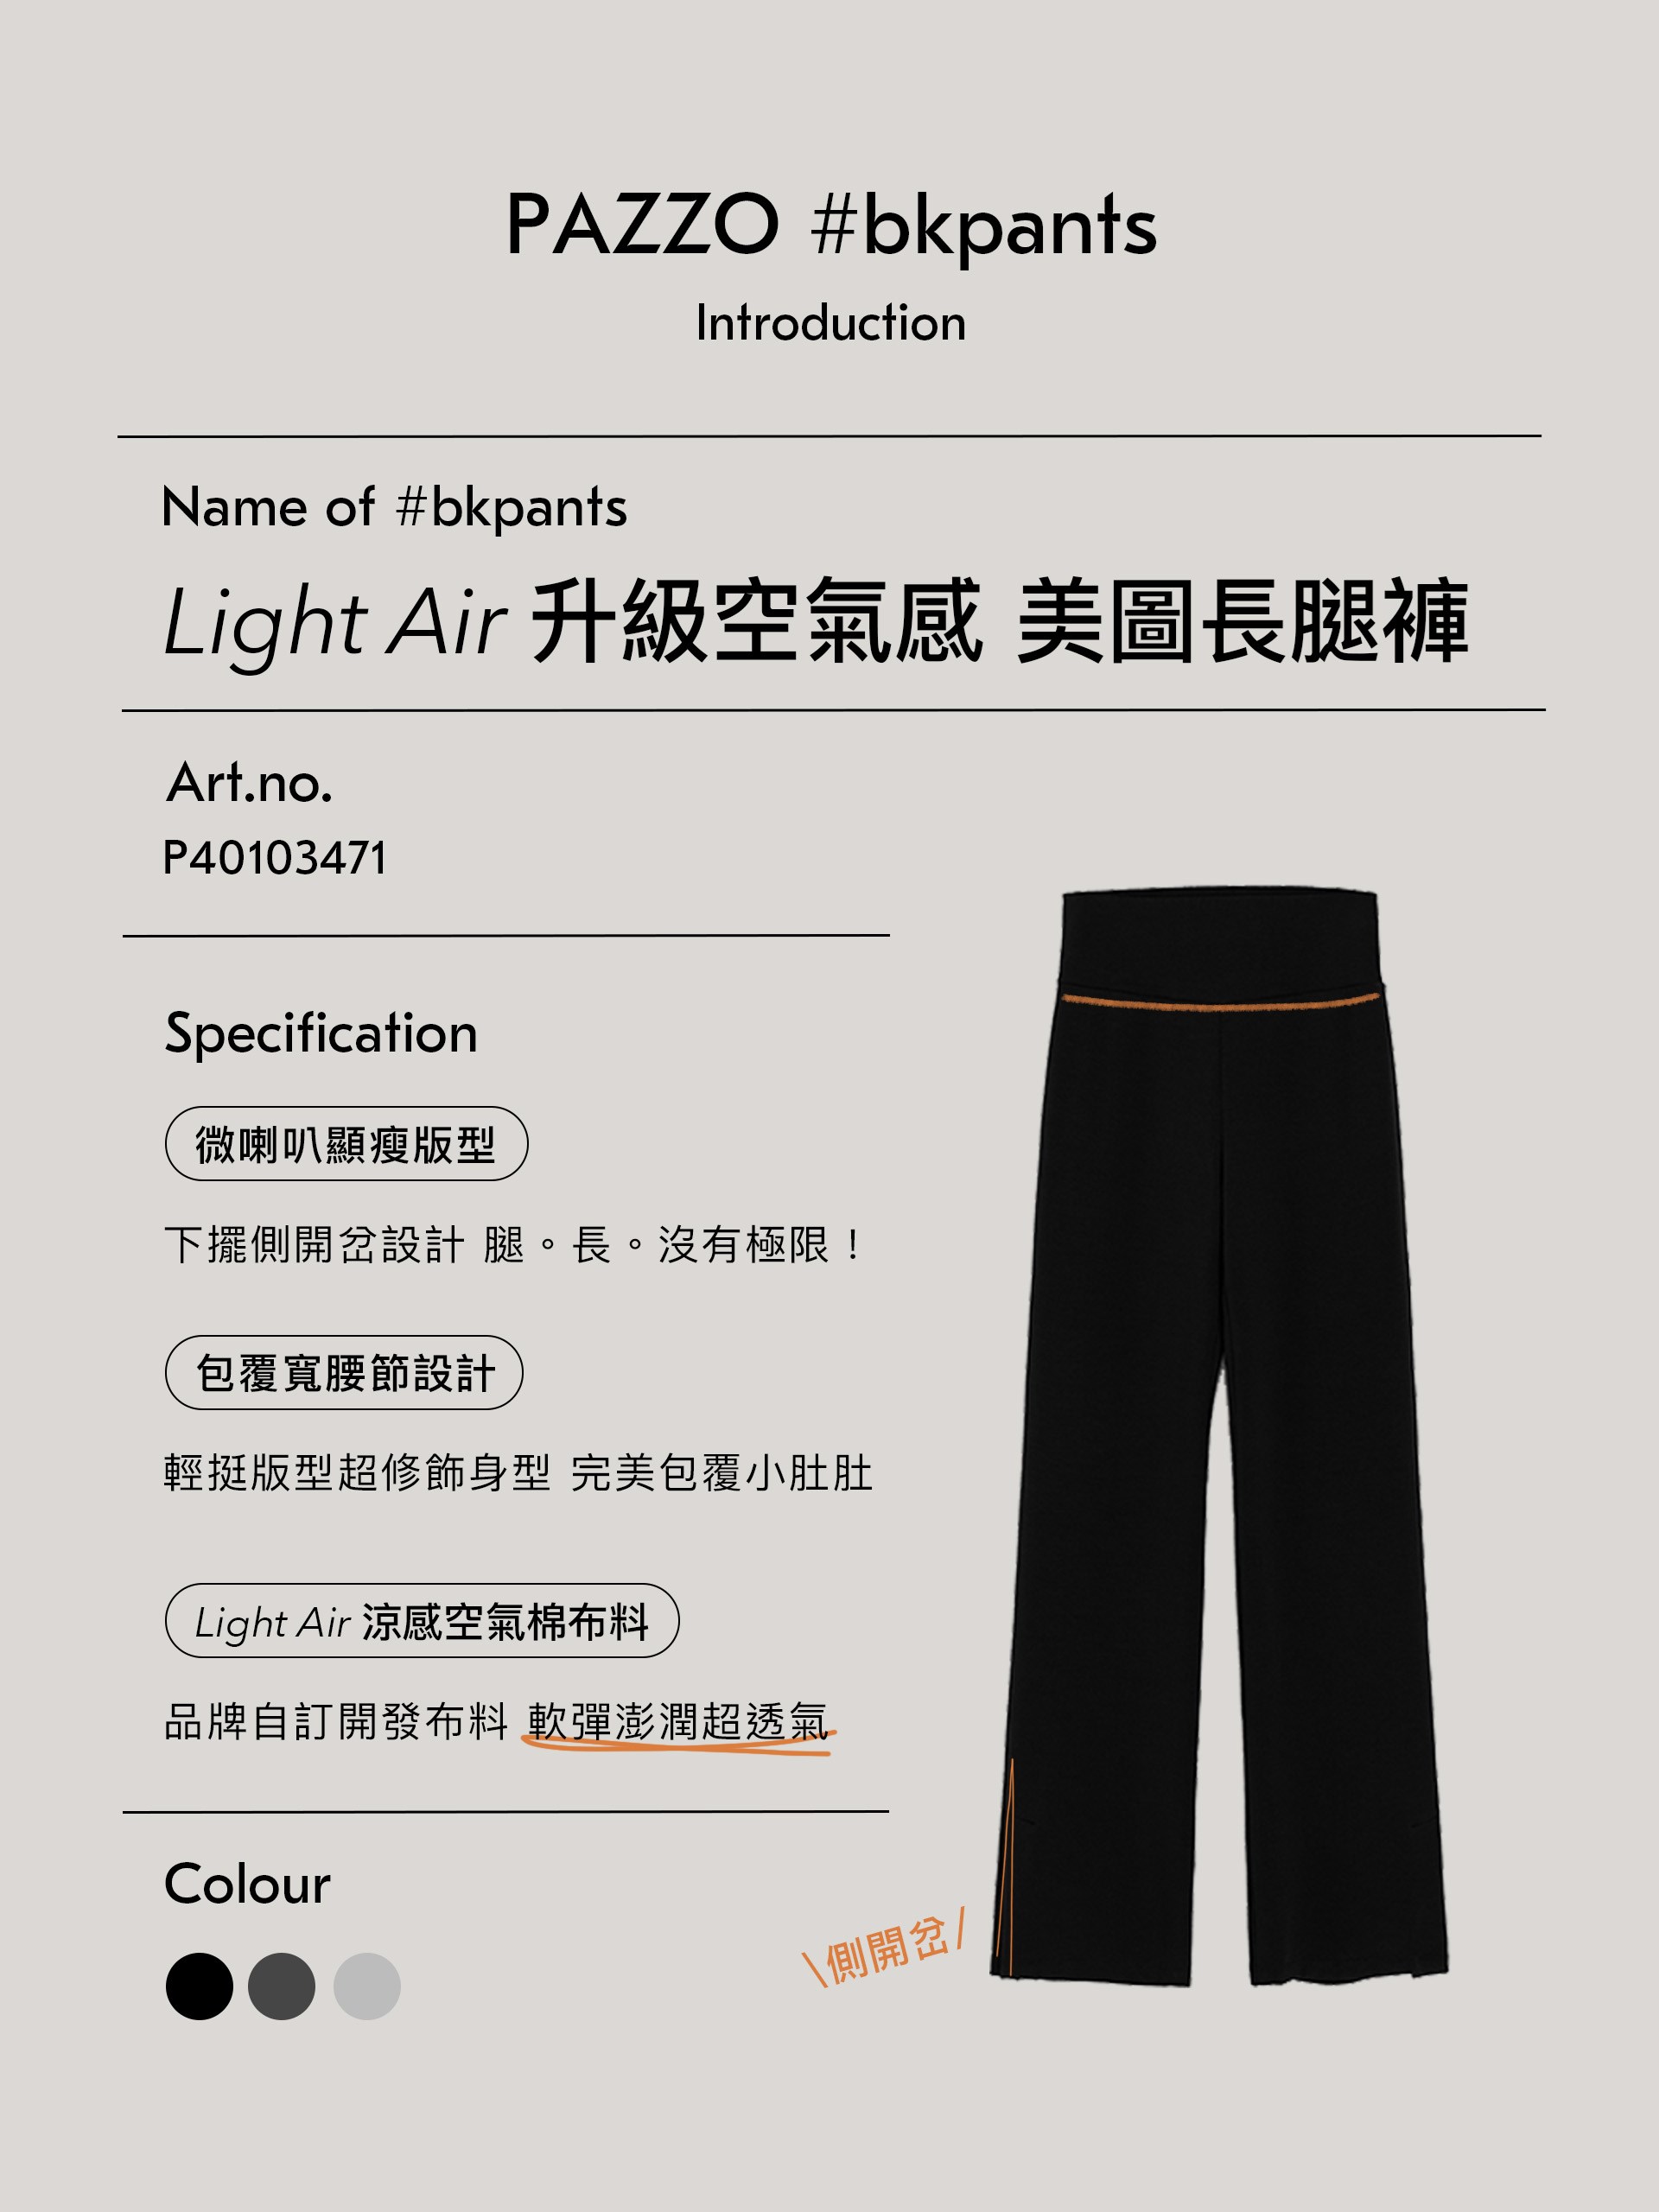 PAZZO #bkpants
Introduction
Name of #bkpants
Light Air 升級空氣感 美圖長腿褲
Art.no.
P40103471
Specification
微喇叭顯瘦版型
下擺側開岔設計 腿。長。沒有極限！
包覆寬腰節設計
輕挺版型超修飾身型 完美包覆小肚肚
Light Air 涼感空氣棉布料
品牌自訂開發布料 軟彈澎潤超透氣
Colour
\側開岔/